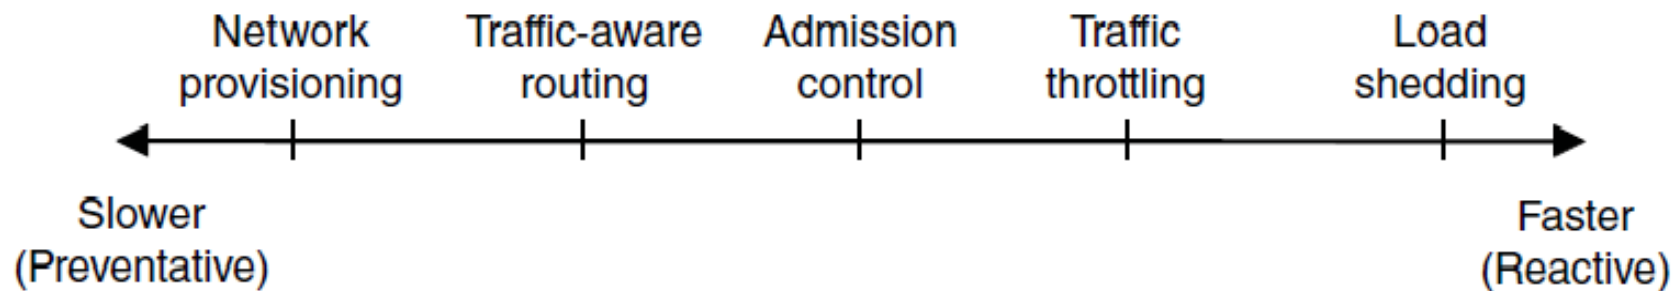 Network
provisioning
Traffic-aware
routing
Admission
control
Traffic
throttling
Load
shedding
Slower
(Preventative)
Faster
(Reactive)